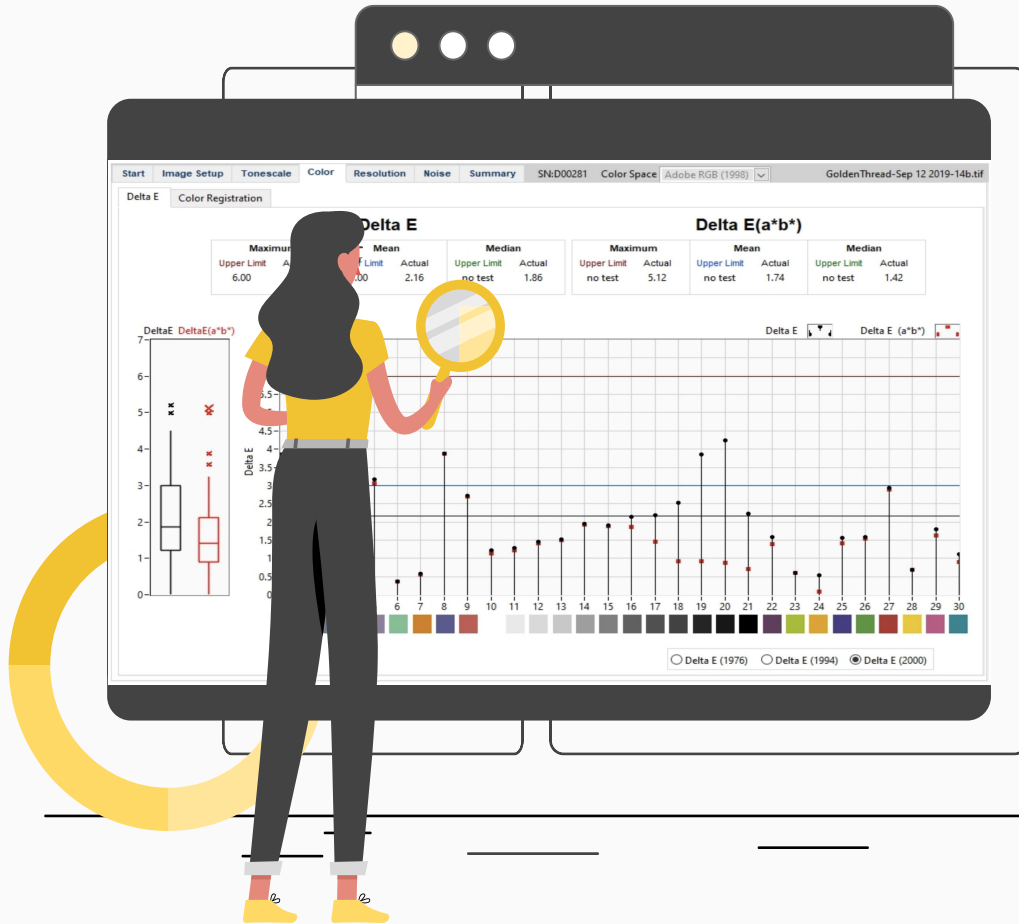 Start Image Setup Tonescale Color Resolution Noise Summary SN:D00281 Color Space Adobe RGB (1998) GoldenThread-Sep 12 2019-14b.tif
Delta E Color Registration
Delta E Delta E(a*b*)
Mean Median Maximum Mean Median
Upper Limit Limit Actual Upper Limit Actual Upper Limit Actual Upper Limit Actual Upper Limit Actual
6.00 2.16 no test 1.86 no test 5.12 no test 1.74 no test 1.42
DeltaE DeltaE(a*b*) Delta E Delta E (a*b*)
7
6
5
4
3
2
1
0
4.5
4
3.5
3
2.5
2
1.5
1
0.5
0
Delta E
6 7 8 9 10 11 12 13 14 15 16 17 18 19 20 21 22 23 24 25 26 27 28 29 30
Delta E (1976) Delta E (1994) Delta E (2000)